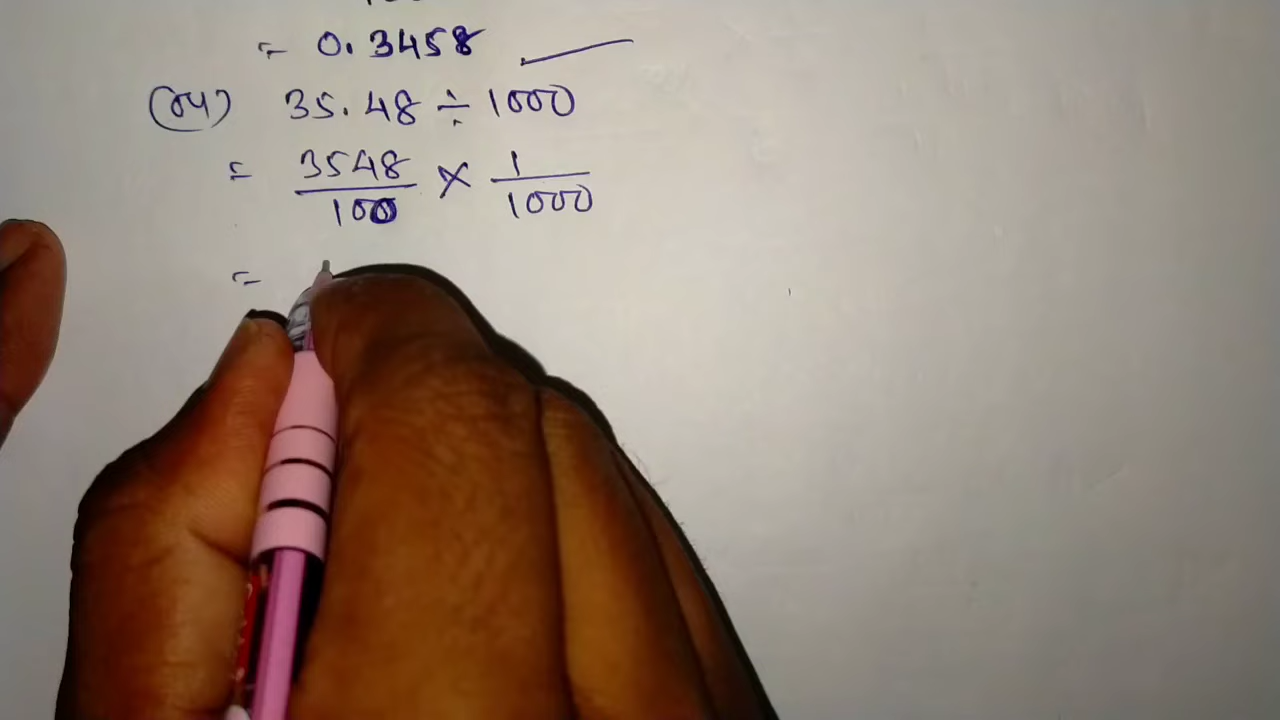 = 0.3458
(04) 35.48 ÷ 1000
= 3548/100 × 1/1000
=